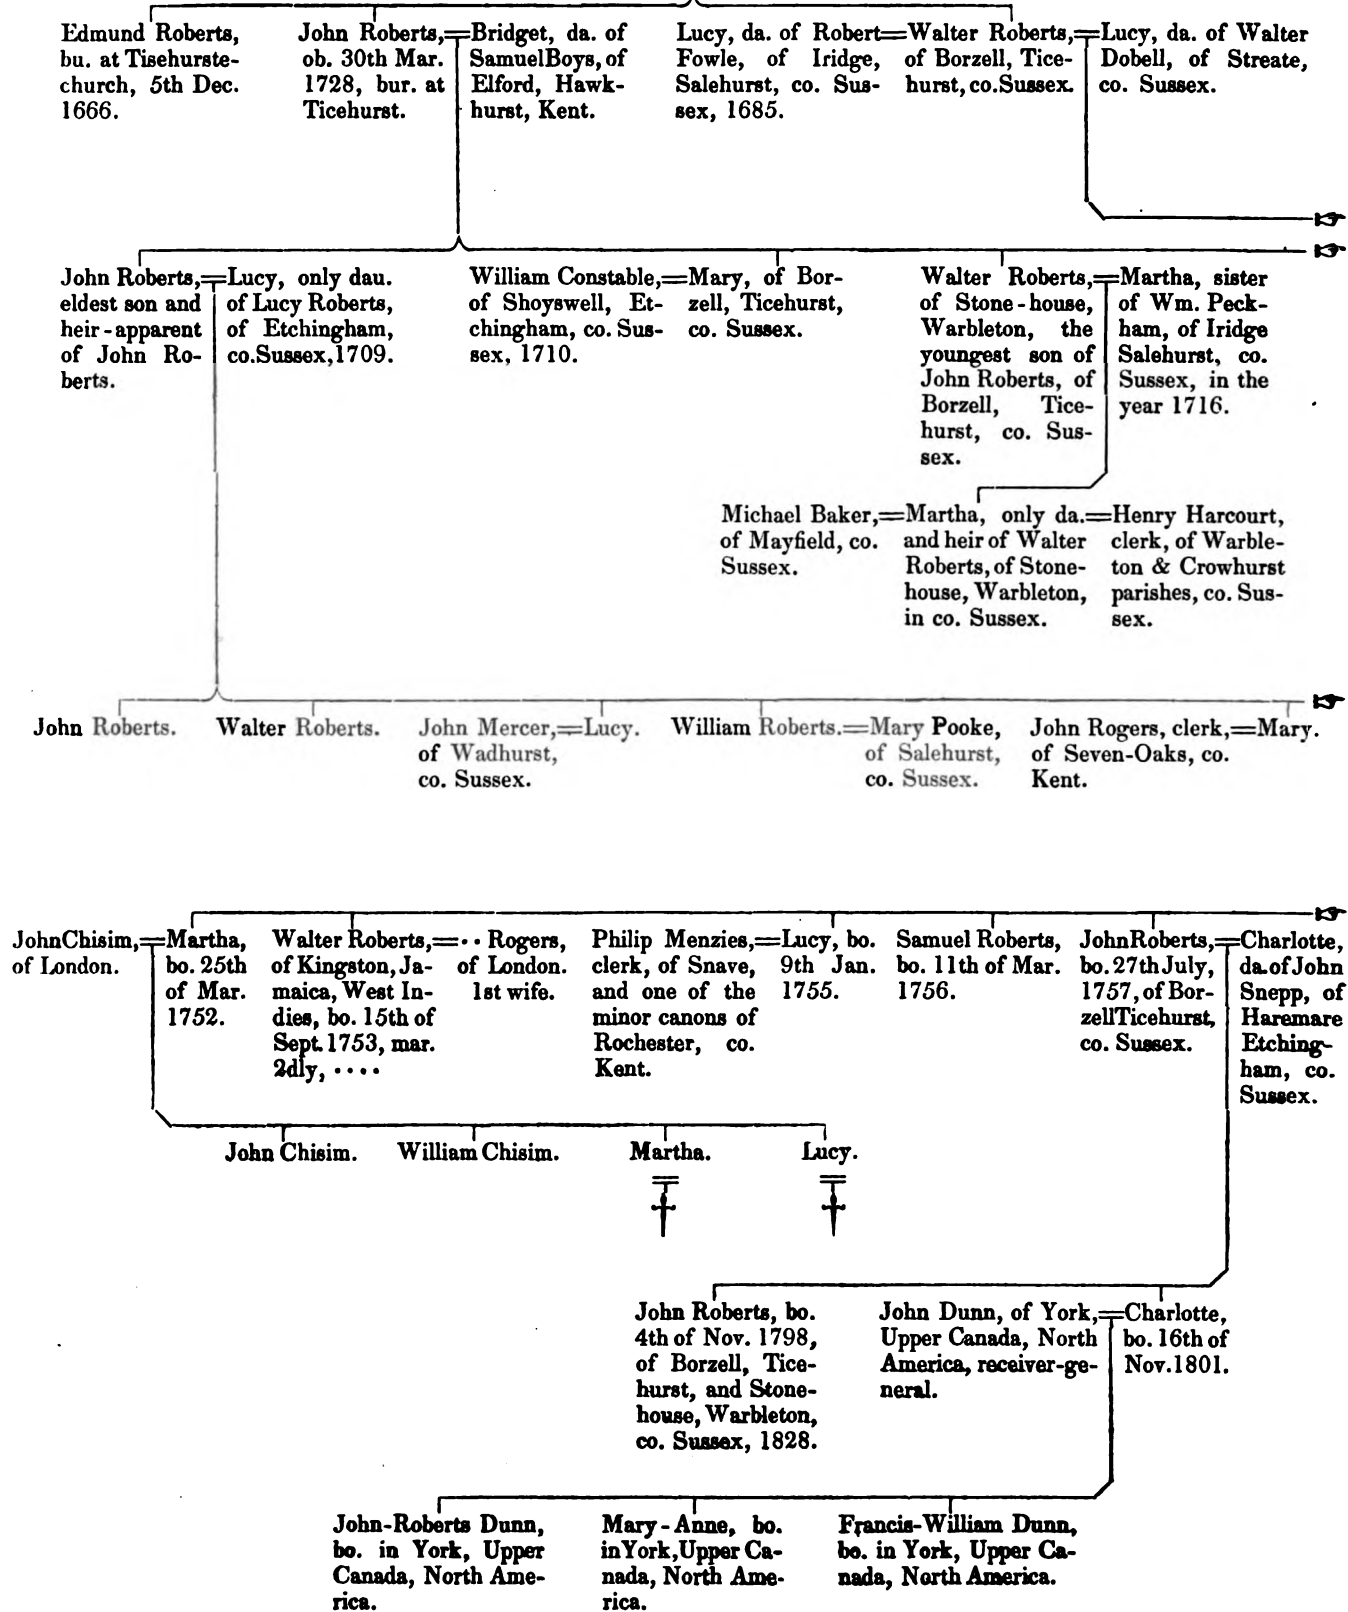 Edmund Roberts,
bu. at Tisehurste-
church, 5th Dec.
1666.
John Roberts,
ob. 30th Mar.
1728, bur. at
Ticehurst.
Bridget, da. of
Samuel Boys, of
Elford, Hawk-
hurst, Kent.
Lucy, da. of Robert
Fowle, of Iridge,
Salehurst, co. Sus-
sex, 1685.
Walter Roberts,
of Borzell, Tice-
hurst, co. Sussex.
Lucy, da. of Walter
Dobell, of Streate,
co. Sussex.
John Roberts,
eldest son and
heir-apparent
of John Ro-
berts.
Lucy, only dau.
of Lucy Roberts,
of Etchingham,
co. Sussex, 1709.
William Constable,
of Shoyswell, Et-
chingham, co. Sus-
sex, 1710.
Mary, of Bor-
zell, Ticehurst,
co. Sussex.
Walter Roberts,
of Stone-house,
Warbleton, the
youngest son of
John Roberts, of
Borzell, Tice-
hurst, co. Sus-
sex.
Martha, sister
of Wm. Peck-
ham, of Iridge
Salehurst, co.
Sussex, in the
year 1716.
Michael Baker,
of Mayfield, co.
Sussex.
Martha, only da.
and heir of Walter
Roberts, of Stone-
house, Warbleton,
in co. Sussex.
Henry Harcourt,
clerk, of Warble-
ton & Crowhurst
parishes, co. Sus-
sex.
John Roberts.
Walter Roberts.
John Mercer,
of Wadhurst,
co. Sussex.
Lucy.
William Roberts.
Mary Pooke,
of Salehurst,
co. Sussex.
John Rogers, clerk,
of Seven-Oaks, co.
Kent.
Mary.
John Chisim,
of London.
Martha,
bo. 25th
of Mar.
1752.
Walter Roberts,
of Kingston, Ja-
maica, West In-
dies, bo. 15th of
Sept. 1753, mar.
2dly, ····
·· Rogers,
of London.
1st wife.
Philip Menzies,
clerk, of Snave,
and one of the
minor canons of
Rochester, co.
Kent.
Lucy, bo.
9th Jan.
1755.
Samuel Roberts,
bo. 11th of Mar.
1756.
John Roberts,
bo. 27th July,
1757, of Bor-
zell Ticehurst,
co. Sussex.
Charlotte,
da. of John
Snepp, of
Haremare
Etching-
ham, co.
Sussex.
John Chisim.
William Chisim.
Martha.
Lucy.
John Roberts, bo.
4th of Nov. 1798,
of Borzell, Tice-
hurst, and Stone-
house, Warbleton,
co. Sussex, 1828.
John Dunn, of York,
Upper Canada, North
America, receiver-ge-
neral.
Charlotte,
bo. 16th of
Nov. 1801.
John-Roberts Dunn,
bo. in York, Upper
Canada, North Ame-
rica.
Mary-Anne, bo.
in York, Upper Ca-
nada, North Ame-
rica.
Francis-William Dunn,
bo. in York, Upper Ca-
nada, North America.